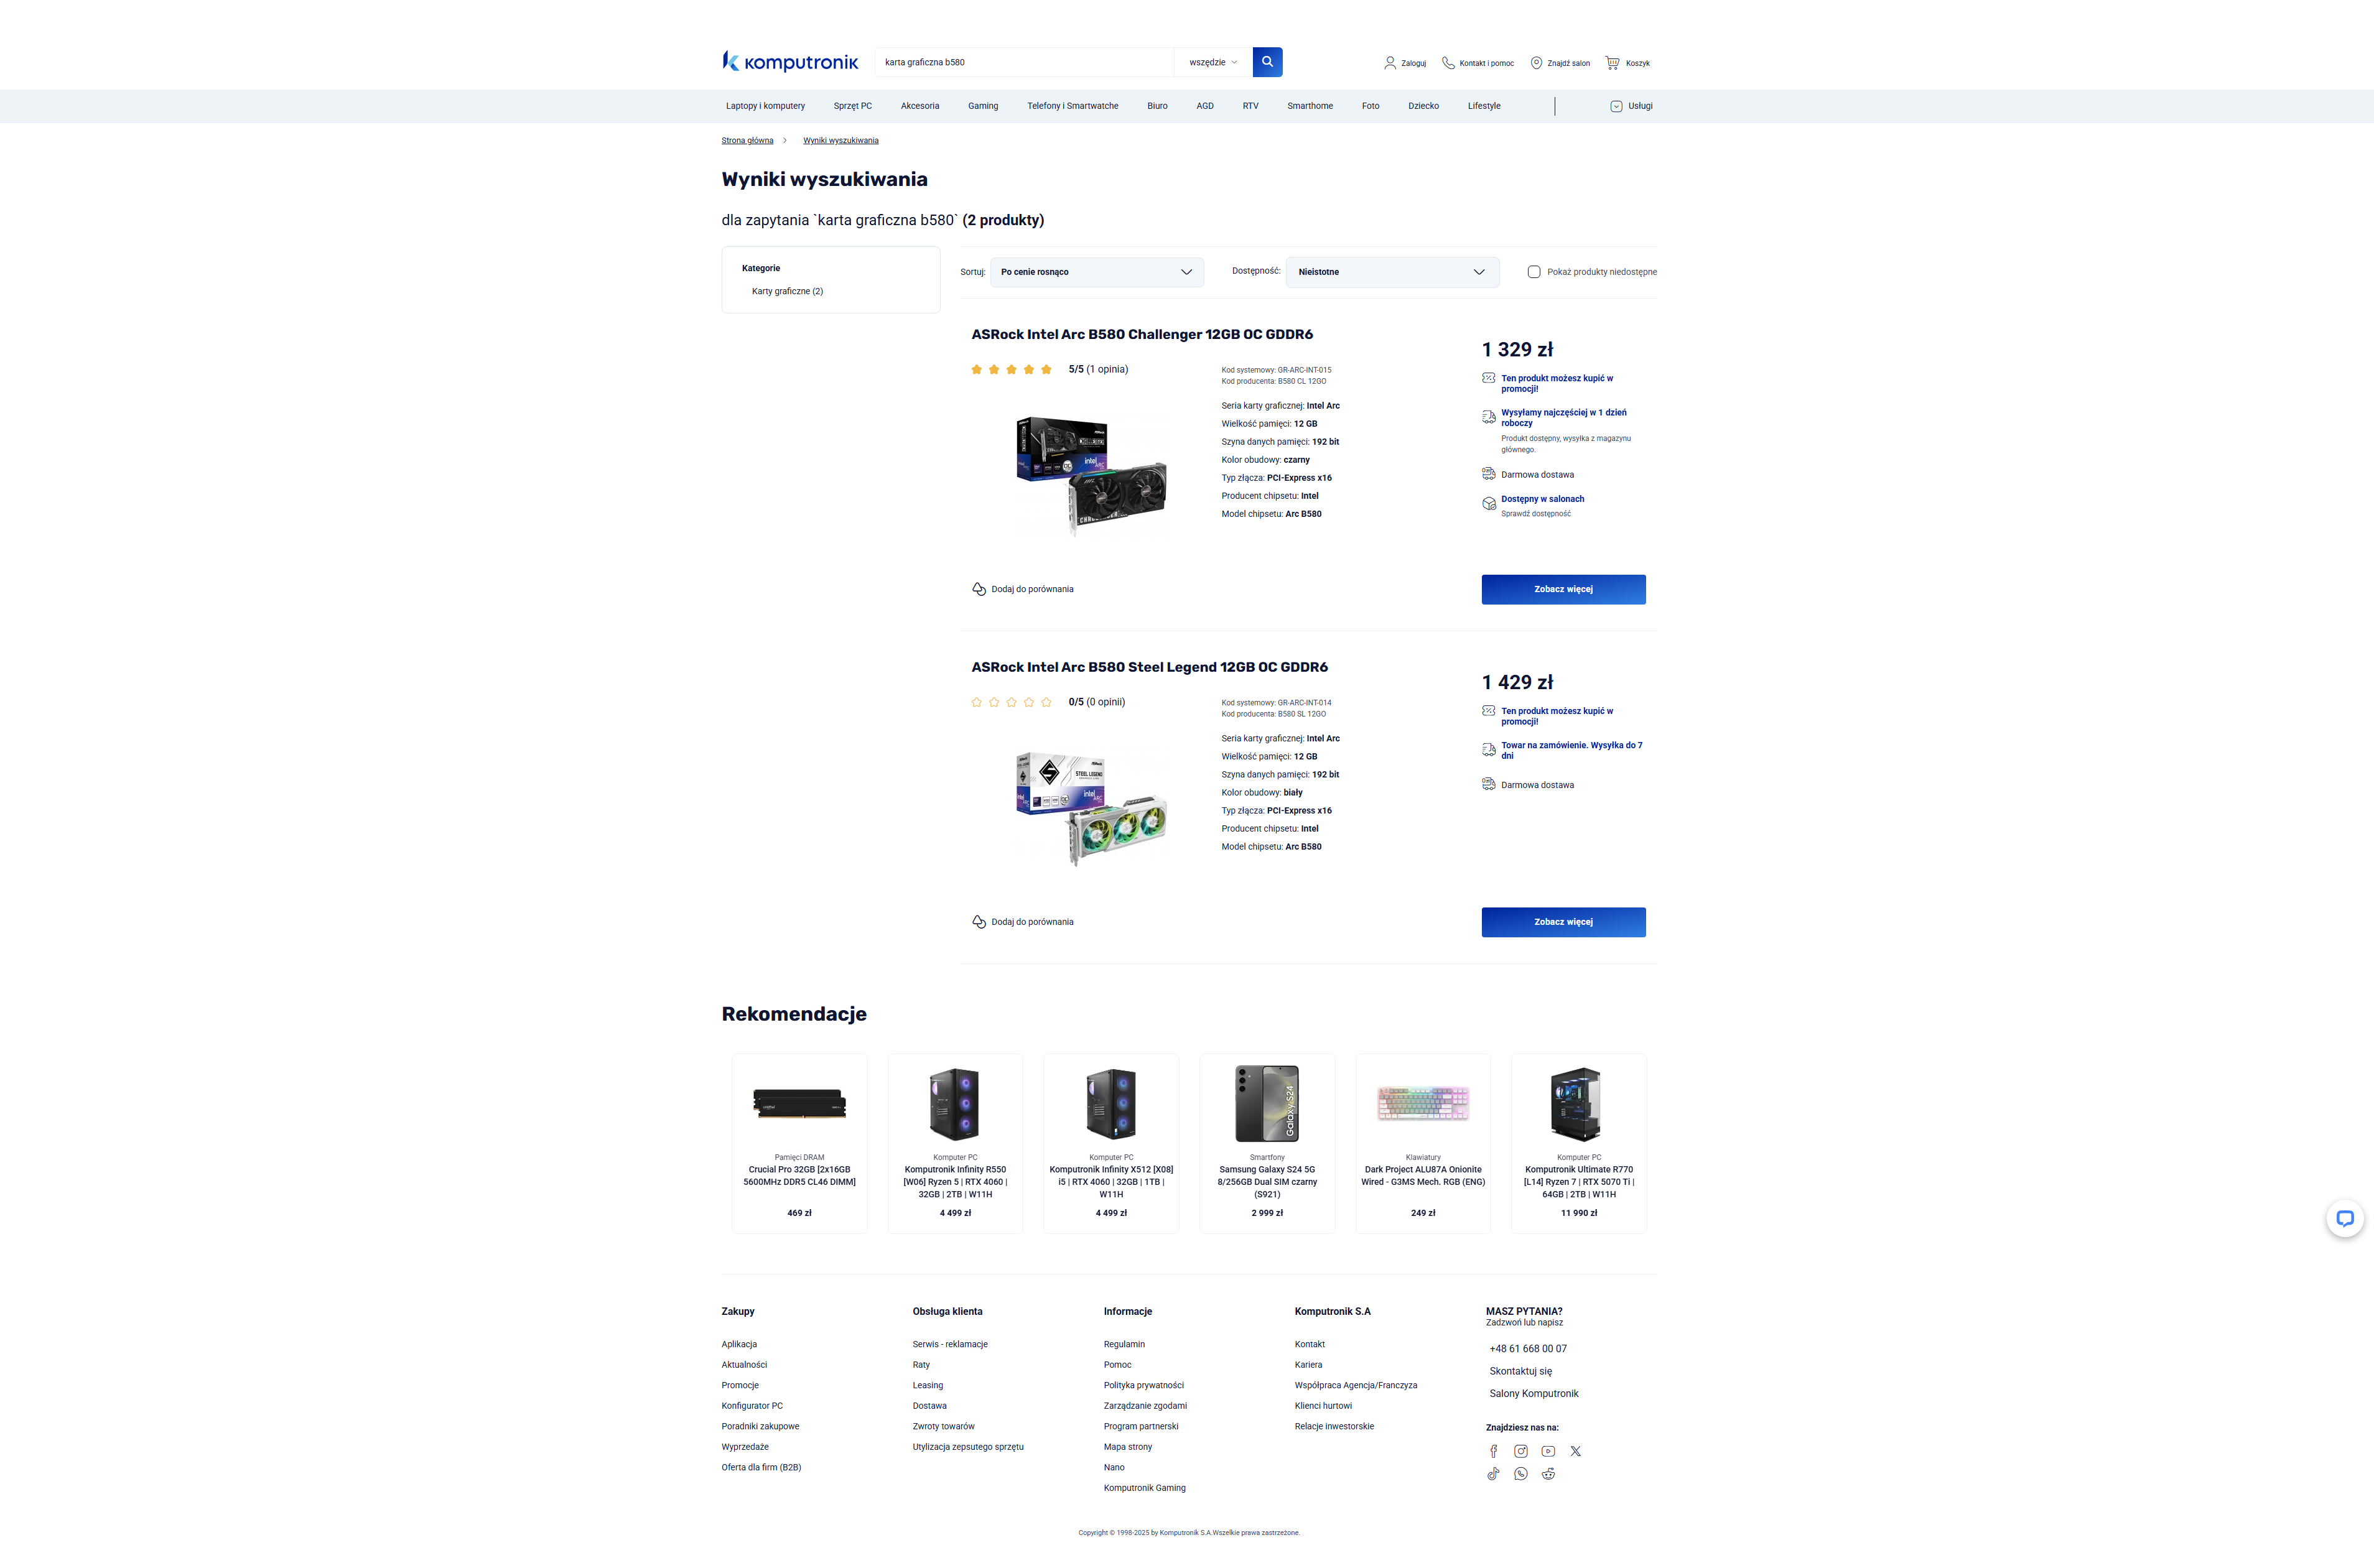 komputronik
karta graficzna b580
wszędzie
Zaloguj
Kontakt i pomoc
Znajdź salon
Koszyk
Laptopy i komputery
Sprzęt PC
Akcesoria
Gaming
Telefony i Smartwatche
Biuro
AGD
RTV
Smarthome
Foto
Dziecko
Lifestyle
Usługi
Strona główna
Wyniki wyszukiwania
Wyniki wyszukiwania
dla zapytania `karta graficzna b580` (2 produkty)
Kategorie
Karty graficzne (2)
Sortuj:
Po cenie rosnąco
Dostępność:
Nieistotne
Pokaż produkty niedostępne
ASRock Intel Arc B580 Challenger 12GB OC GDDR6
5/5 (1 opinia)
Kod systemowy: GR-ARC-INT-015
Kod producenta: B580 CL 12GO
Seria karty graficznej: Intel Arc
Wielkość pamięci: 12 GB
Szyna danych pamięci: 192 bit
Kolor obudowy: czarny
Typ złącza: PCI-Express x16
Producent chipsetu: Intel
Model chipsetu: Arc B580
1 329 zł
Ten produkt możesz kupić w
promocji!
Wysyłamy najczęściej w 1 dzień
roboczy
Produkt dostępny, wysyłka z magazynu
głównego.
Darmowa dostawa
Dostępny w salonach
Sprawdź dostępność
Dodaj do porównania
Zobacz więcej
ASRock Intel Arc B580 Steel Legend 12GB OC GDDR6
0/5 (0 opinii)
Kod systemowy: GR-ARC-INT-014
Kod producenta: B580 SL 12GO
Seria karty graficznej: Intel Arc
Wielkość pamięci: 12 GB
Szyna danych pamięci: 192 bit
Kolor obudowy: biały
Typ złącza: PCI-Express x16
Producent chipsetu: Intel
Model chipsetu: Arc B580
STEEL LEGEND
intel
ARC
1 429 zł
Ten produkt możesz kupić w
promocji!
Towar na zamówienie. Wysyłka do 7
dni
Darmowa dostawa
Dodaj do porównania
Zobacz więcej
Rekomendacje
Pamięci DRAM
Crucial Pro 32GB [2x16GB
5600MHz DDR5 CL46 DIMM]
469 zł
Komputer PC
Komputronik Infinity R550
[W06] Ryzen 5 | RTX 4060 |
32GB | 2TB | W11H
4 499 zł
Komputer PC
Komputronik Infinity X512 [X08]
i5 | RTX 4060 | 32GB | 1TB |
W11H
4 499 zł
Galaxy S24
Smartfony
Samsung Galaxy S24 5G
8/256GB Dual SIM czarny
(S921)
2 999 zł
Klawiatury
Dark Project ALU87A Onionite
Wired - G3MS Mech. RGB (ENG)
249 zł
Komputer PC
Komputronik Ultimate R770
[L14] Ryzen 7 | RTX 5070 Ti |
64GB | 2TB | W11H
11 990 zł
Zakupy
Aplikacja
Aktualności
Promocje
Konfigurator PC
Poradniki zakupowe
Wyprzedaże
Oferta dla firm (B2B)
Obsługa klienta
Serwis - reklamacje
Raty
Leasing
Dostawa
Zwroty towarów
Utylizacja zepsutego sprzętu
Informacje
Regulamin
Pomoc
Polityka prywatności
Zarządzanie zgodami
Program partnerski
Mapa strony
Nano
Komputronik Gaming
Komputronik S.A
Kontakt
Kariera
Współpraca Agencja/Franczyza
Klienci hurtowi
Relacje inwestorskie
MASZ PYTANIA?
Zadzwoń lub napisz
+48 61 668 00 07
Skontaktuj się
Salony Komputronik
Znajdziesz nas na:
Copyright © 1998-2025 by Komputronik S.A.Wszelkie prawa zastrzeżone.